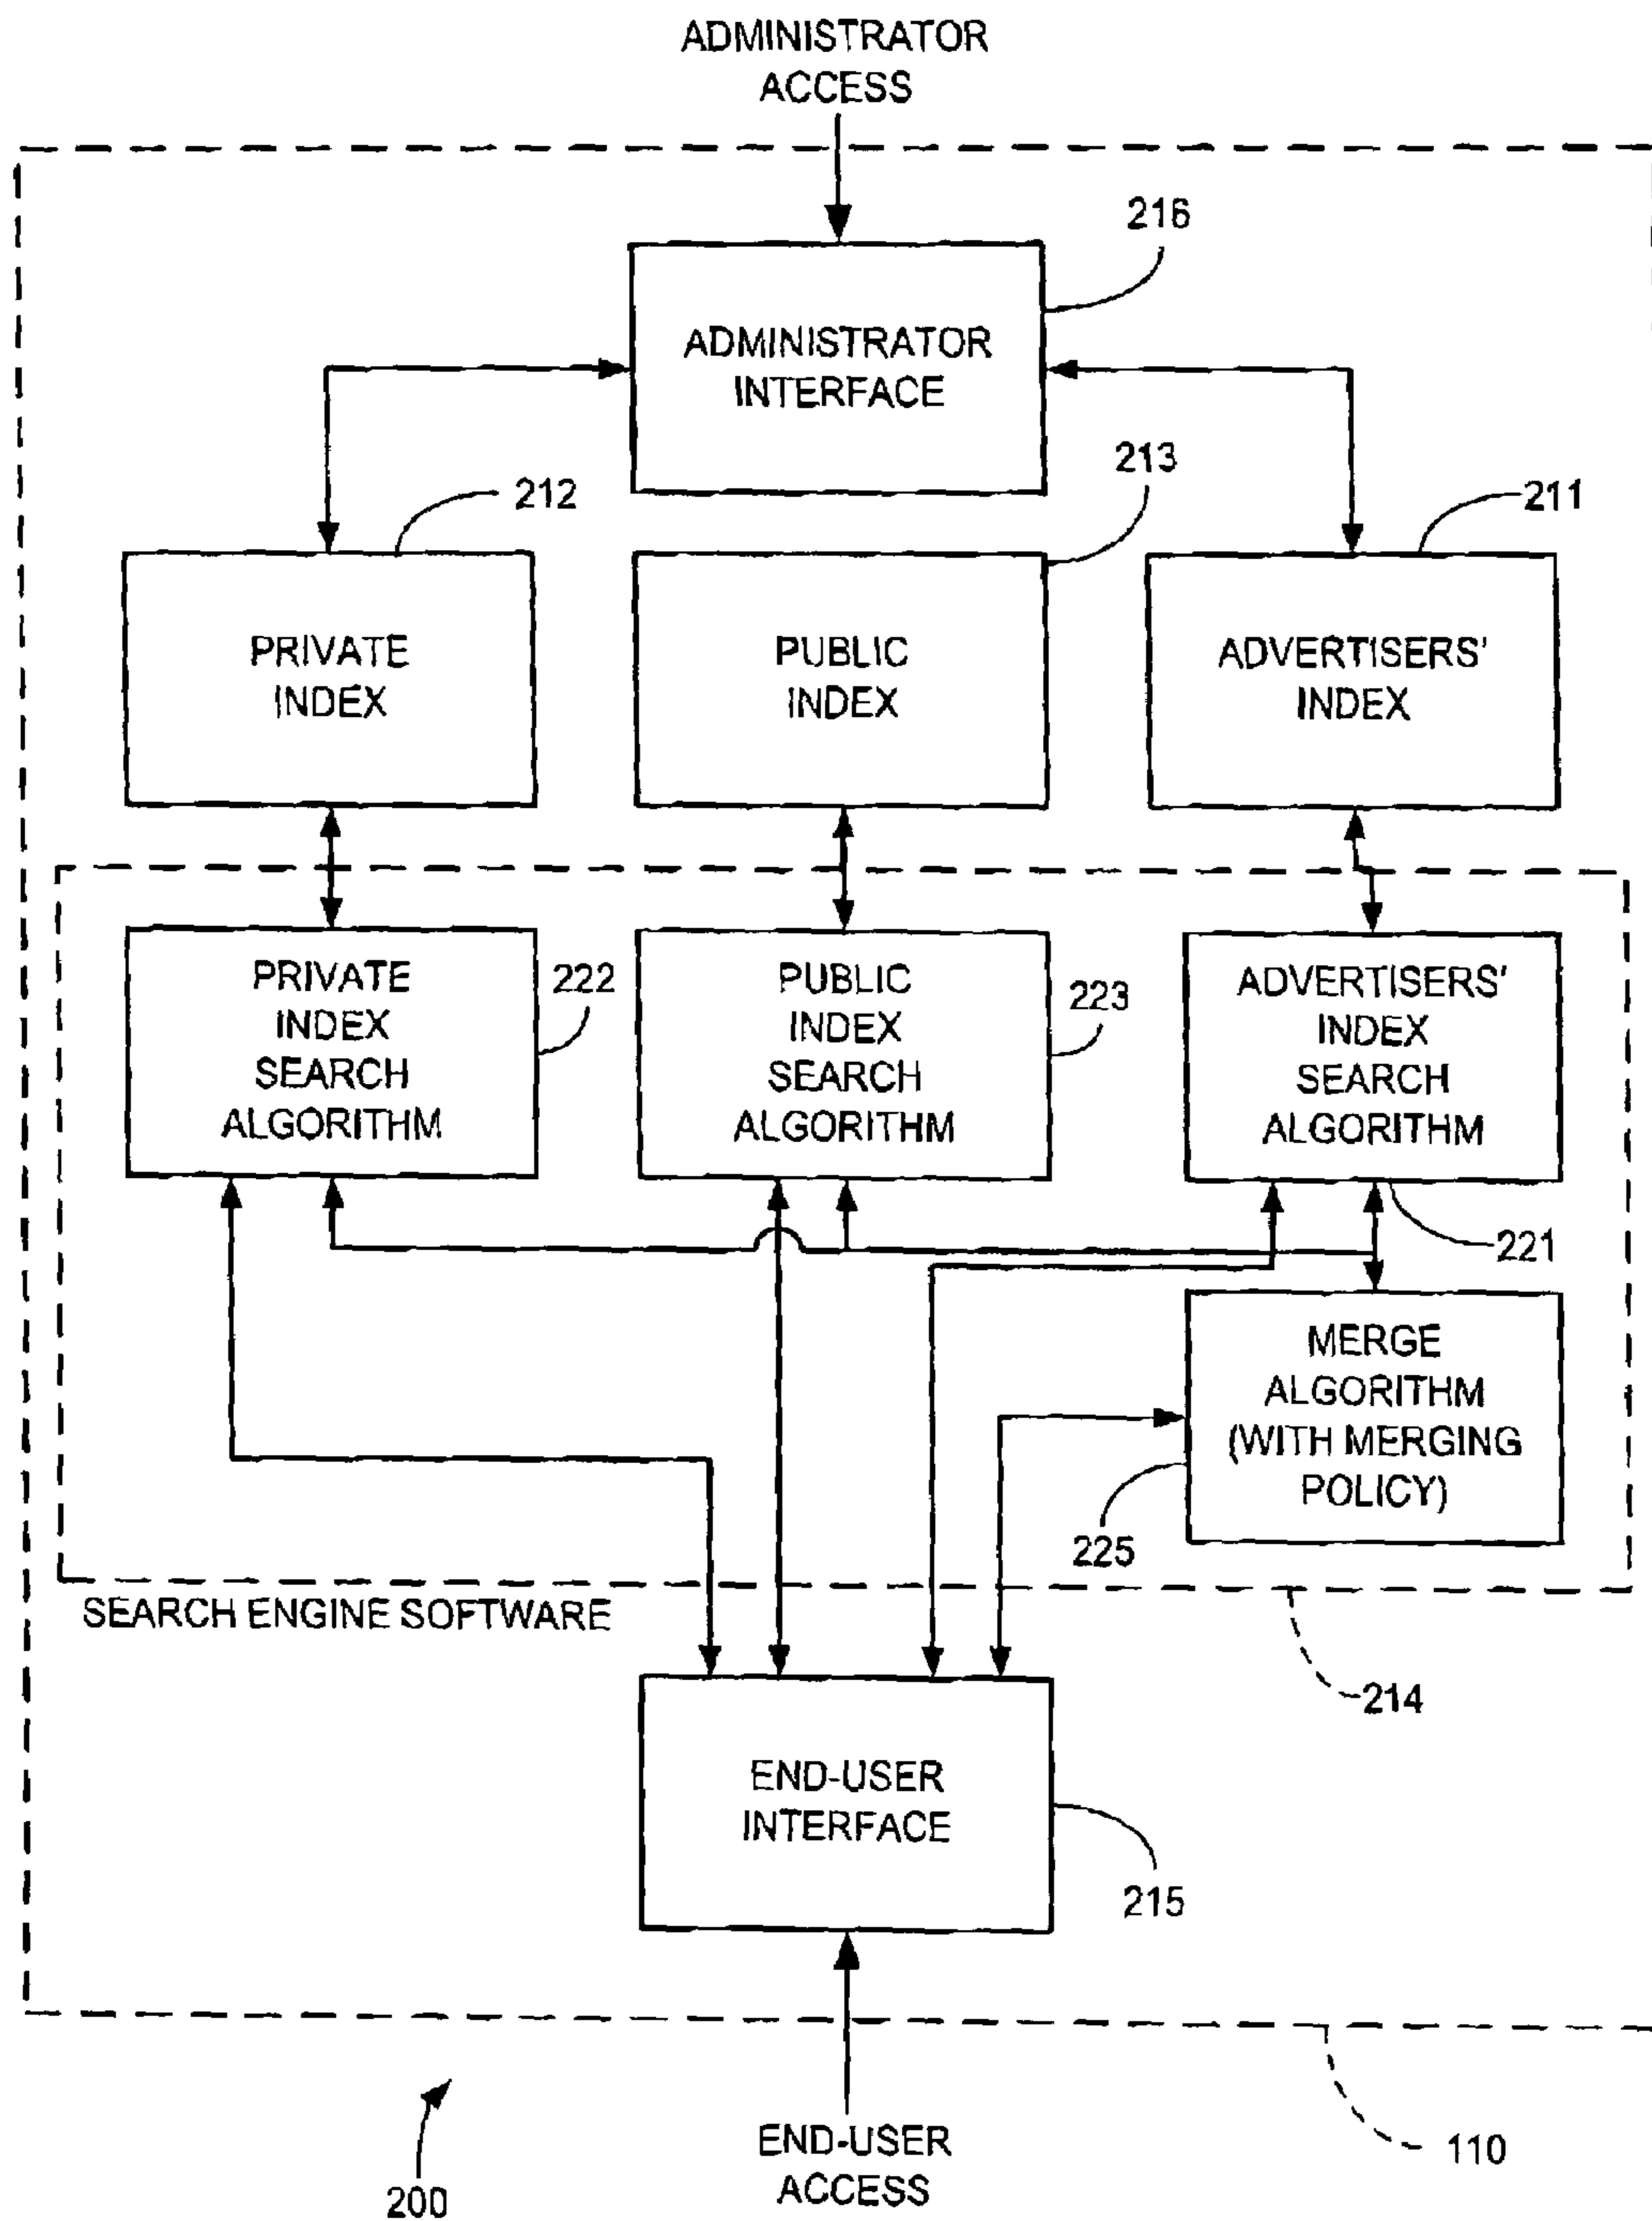 ADMINISTRATOR
ACCESS
216
ADMINISTRATOR
INTERFACE
213
212
211
PRIVATE
INDEX
PUBLIC
INDEX
ADVERTISERS'
INDEX
PRIVATE
INDEX
SEARCH
ALGORITHM
222
PUBLIC
INDEX
SEARCH
ALGORITHM
223
ADVERTISERS'
INDEX
SEARCH
ALGORITHM
221
MERGE
ALGORITHM
(WITH MERGING
POLICY)
225
SEARCH ENGINE SOFTWARE
214
END-USER
INTERFACE
215
110
END-USER
ACCESS
200